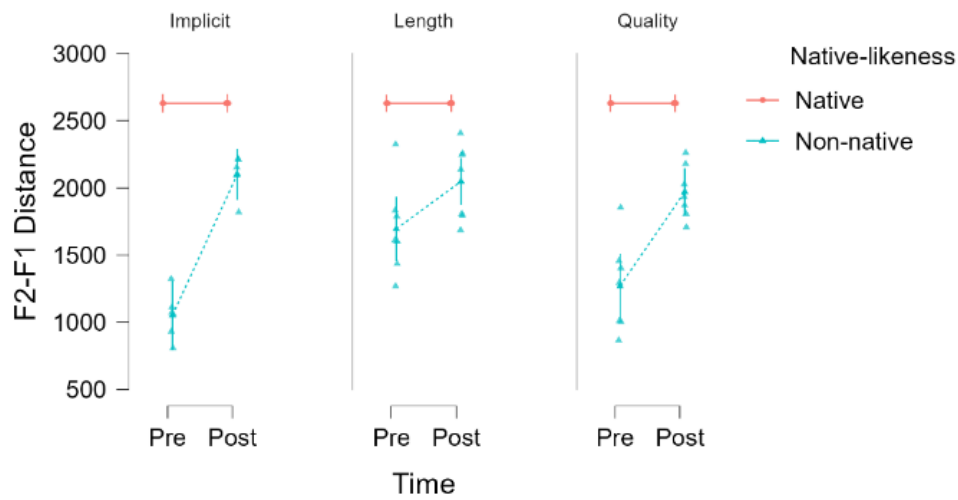 Implicit Length Quality
Native-likeness
Native
Non-native
F2-F1 Distance
3000
2500
2000
1500
1000
500
Pre Post Pre Post Pre Post
Time